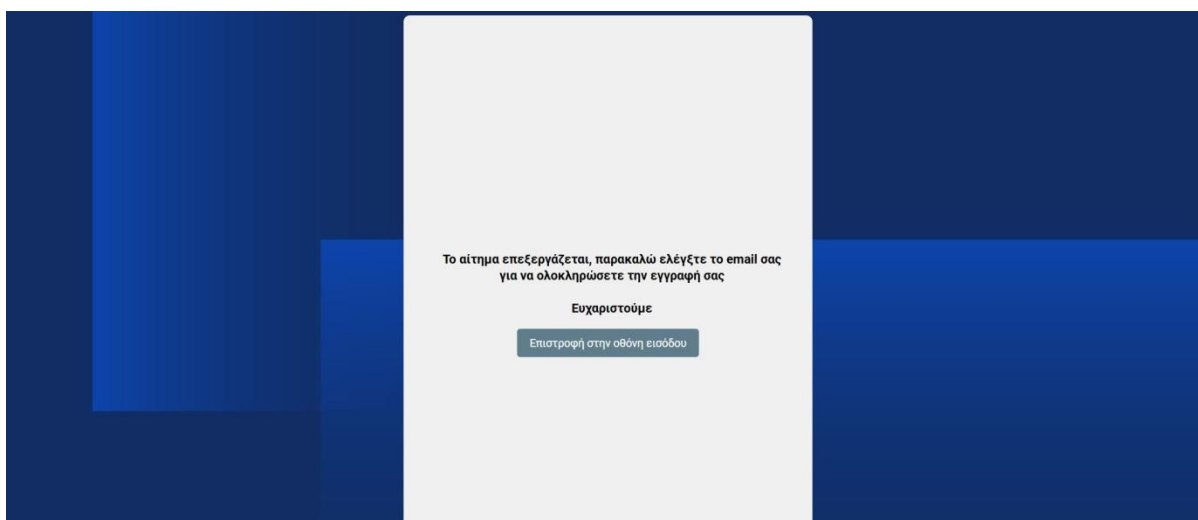 Το αίτημα επεξεργάζεται, παρακαλώ ελέγξτε το email σας
για να ολοκληρώσετε την εγγραφή σας
Ευχαριστούμε
Επιστροφή στην οθόνη εισόδου